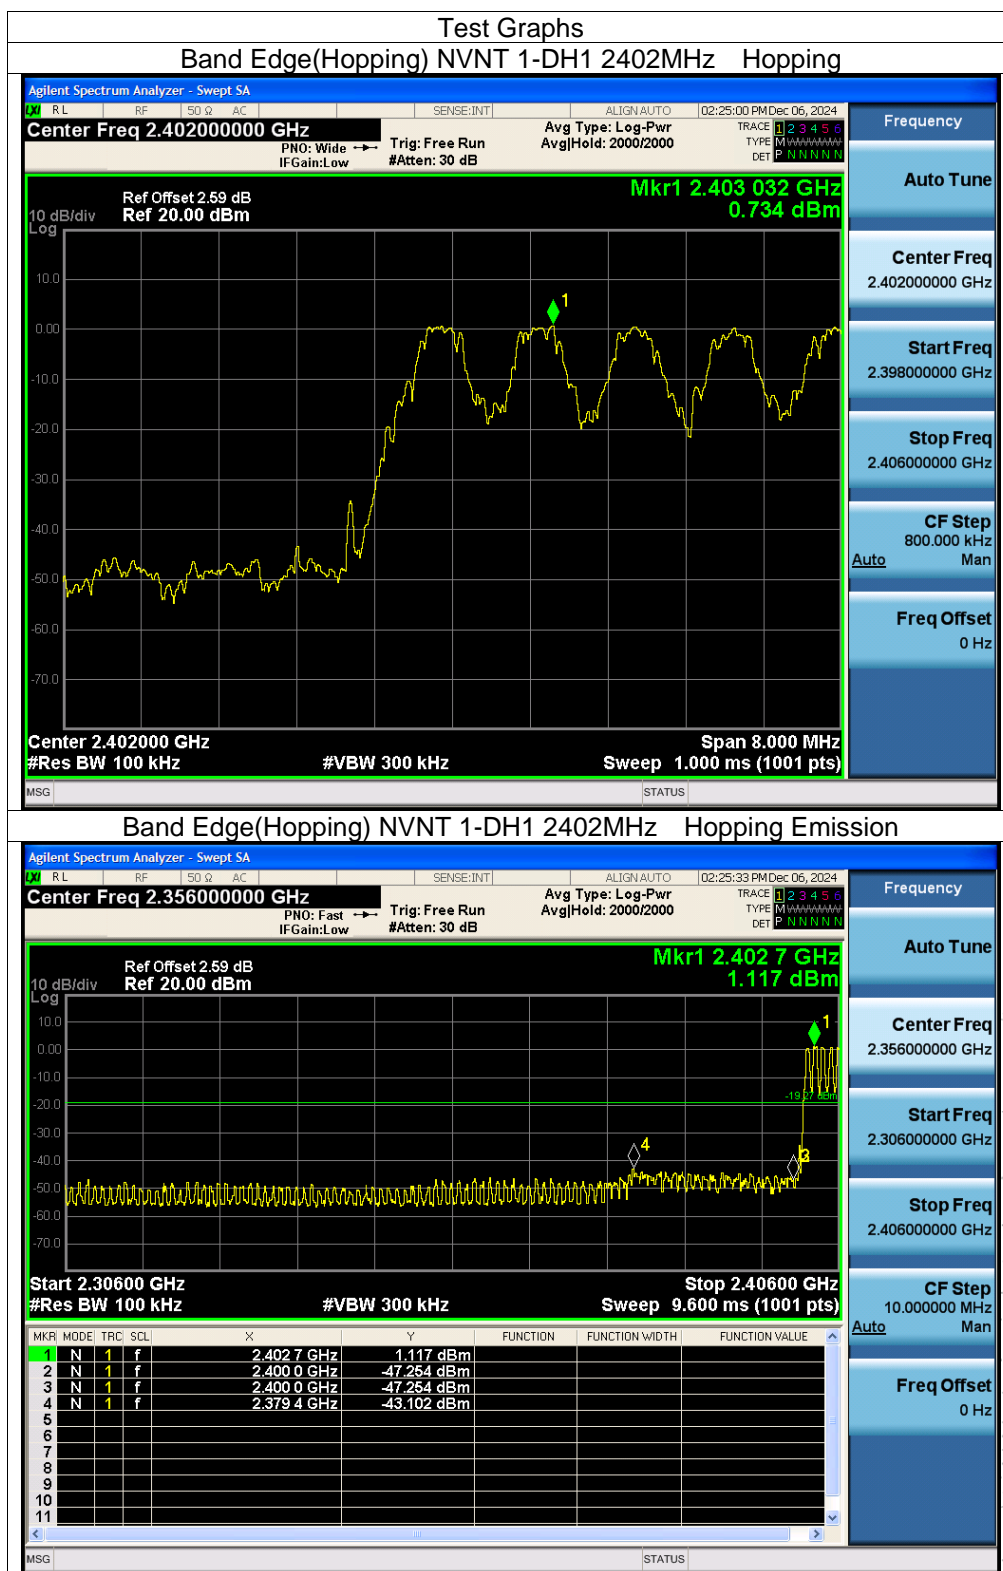 Test Graphs
Band Edge(Hopping) NVNT 1-DH1 2402MHz Hopping
Agilent Spectrum Analyzer - Swept SA
LXI RL RF 50 Ω AC SENSE:INT ALIGN AUTO 02:25:00 PM Dec 06, 2024
Center Freq 2.402000000 GHz
PNO: Wide
IFGain:Low
Trig: Free Run
#Atten: 30 dB
Avg Type: Log-Pwr
Avg|Hold: 2000/2000
TRACE 1 2 3 4 5 6
TYPE M
DET P N N N N N
Ref Offset 2.59 dB
Ref 20.00 dBm
10 dB/div
Log
Mkr1 2.403 032 GHz
0.734 dBm
10.0
0.00
-10.0
-20.0
-30.0
-40.0
-50.0
-60.0
-70.0
1
Center 2.402000 GHz
Span 8.000 MHz
#Res BW 100 kHz
#VBW 300 kHz
Sweep 1.000 ms (1001 pts)
MSG
STATUS
Frequency
Auto Tune
Center Freq
2.402000000 GHz
Start Freq
2.398000000 GHz
Stop Freq
2.406000000 GHz
CF Step
800.000 kHz
Auto Man
Freq Offset
0 Hz
Band Edge(Hopping) NVNT 1-DH1 2402MHz Hopping Emission
Agilent Spectrum Analyzer - Swept SA
LXI RL RF 50 Ω AC SENSE:INT ALIGN AUTO 02:25:33 PM Dec 06, 2024
Center Freq 2.356000000 GHz
PNO: Fast
IFGain:Low
Trig: Free Run
#Atten: 30 dB
Avg Type: Log-Pwr
Avg|Hold: 2000/2000
TRACE 1 2 3 4 5 6
TYPE M
DET P N N N N N
Ref Offset 2.59 dB
Ref 20.00 dBm
10 dB/div
Log
Mkr1 2.402 7 GHz
1.117 dBm
10.0
0.00
-10.0
-20.0
-30.0
-40.0
-50.0
-60.0
-70.0
1
-19.27 dBm
4
3
Start 2.30600 GHz
Stop 2.40600 GHz
#Res BW 100 kHz
#VBW 300 kHz
Sweep 9.600 ms (1001 pts)
MKR MODE TRC SCL X Y FUNCTION FUNCTION WIDTH FUNCTION VALUE
1 N 1 f 2.402 7 GHz 1.117 dBm
2 N 1 f 2.400 0 GHz -47.254 dBm
3 N 1 f 2.400 0 GHz -47.254 dBm
4 N 1 f 2.379 4 GHz -43.102 dBm
5
6
7
8
9
10
11
MSG
STATUS
Frequency
Auto Tune
Center Freq
2.356000000 GHz
Start Freq
2.306000000 GHz
Stop Freq
2.406000000 GHz
CF Step
10.000000 MHz
Auto Man
Freq Offset
0 Hz